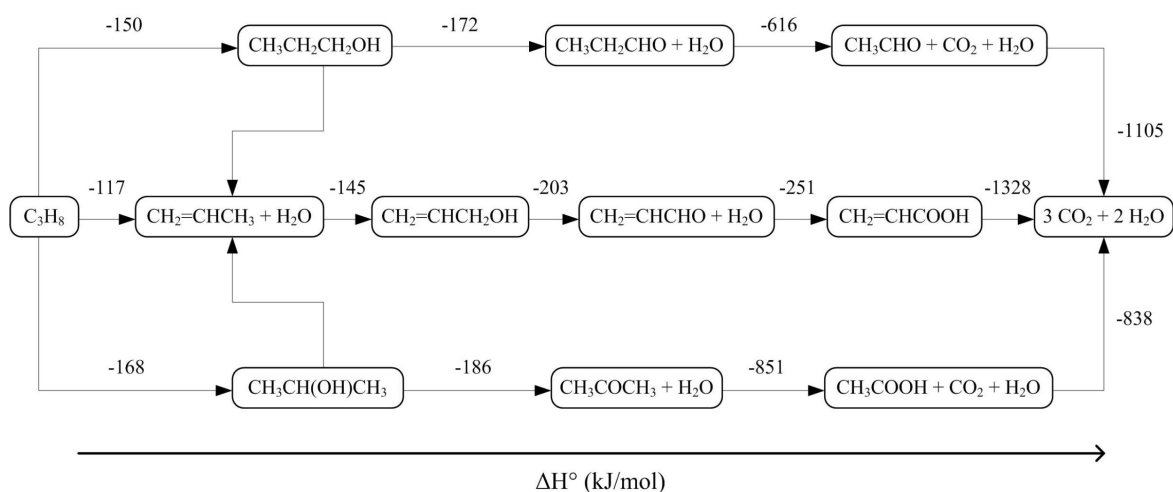 -150
CH₃CH₂CH₂OH
-172
CH₃CH₂CHO + H₂O
-616
CH₃CHO + CO₂ + H₂O
-1105
C₃H₈
-117
CH₂=CHCH₃ + H₂O
-145
CH₂=CHCH₂OH
-203
CH₂=CHCHO + H₂O
-251
CH₂=CHCOOH
-1328
3 CO₂ + 2 H₂O
-168
CH₃CH(OH)CH₃
-186
CH₃COCH₃ + H₂O
-851
CH₃COOH + CO₂ + H₂O
-838
ΔH° (kJ/mol)